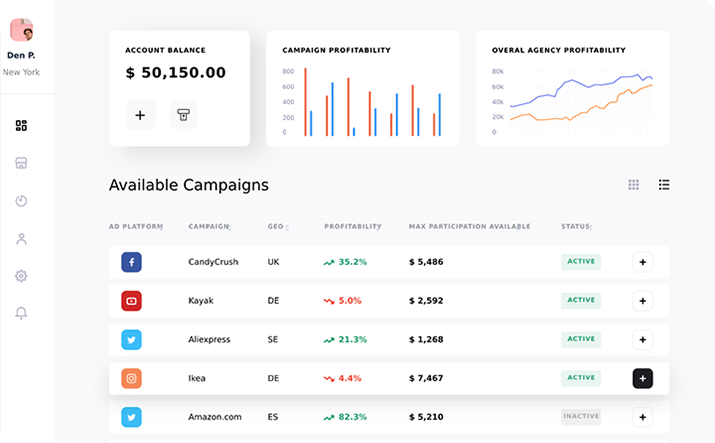 Den P.
New York
ACCOUNT BALANCE
$ 50,150.00
CAMPAIGN PROFITABILITY
800
600
400
200
0
OVERAL AGENCY PROFITABILITY
80k
60k
40k
20k
0
Available Campaigns
AD PLATFORM CAMPAIGN GEO PROFITABILITY MAX PARTICIPATION AVAILABLE STATUS
CandyCrush UK 35.2% $ 5,486 ACTIVE +
Kayak DE 5.0% $ 2,592 ACTIVE +
Aliexpress SE 21.3% $ 1,268 ACTIVE +
Ikea DE 4.4% $ 7,467 ACTIVE +
Amazon.com ES 82.3% $ 5,210 INACTIVE +